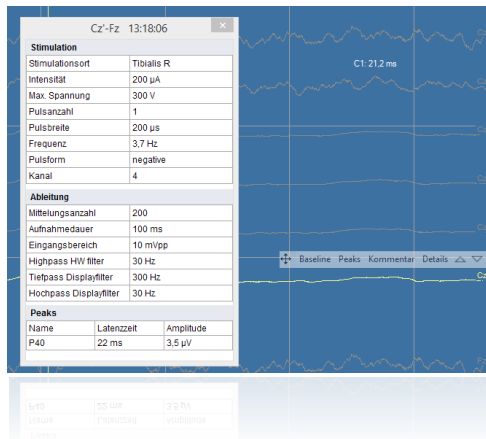 Cz'-Fz 13:18:06 ×
Stimulation
Stimulationsort Tibialis R
Intensität 200 µA
Max. Spannung 300 V
Pulsanzahl 1
Pulsbreite 200 µs
Frequenz 3,7 Hz
Pulsform negative
Kanal 4
Ableitung
Mittelungsanzahl 200
Aufnahmedauer 100 ms
Eingangsbereich 10 mVpp
Highpass HW filter 30 Hz
Tiefpass Displayfilter 300 Hz
Hochpass Displayfilter 30 Hz
Peaks
Name Latenzzeit Amplitude
P40 22 ms 3,5 µV
C1: 21,2 ms
Baseline Peaks Kommentar Details